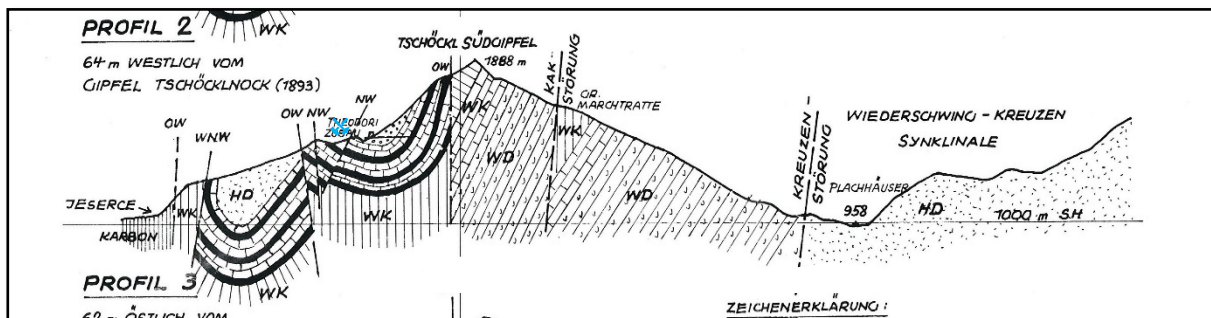 PROFIL 2
WK
64 m WESTLICH VOM
GIPFEL TSCHÖCKLNOCK (1893)
TSCHÖCKL SÜDGIPFEL
1888 m
OW
KAK-
STÖRUNG
GR.
MARCHTRATTE
WK
WK
WD
WD
OW
WNW
OW NW
NW
THEODORI
HD
JESERCE
WK
KARBON
WK
WK
KREUZEN-
STÖRUNG
WIEDERSCHWING - KREUZEN
SYNKLINALE
PLACHHÄUSER
958
HD
1000 m S.H
PROFIL 3
ZEICHENERKLÄRUNG: